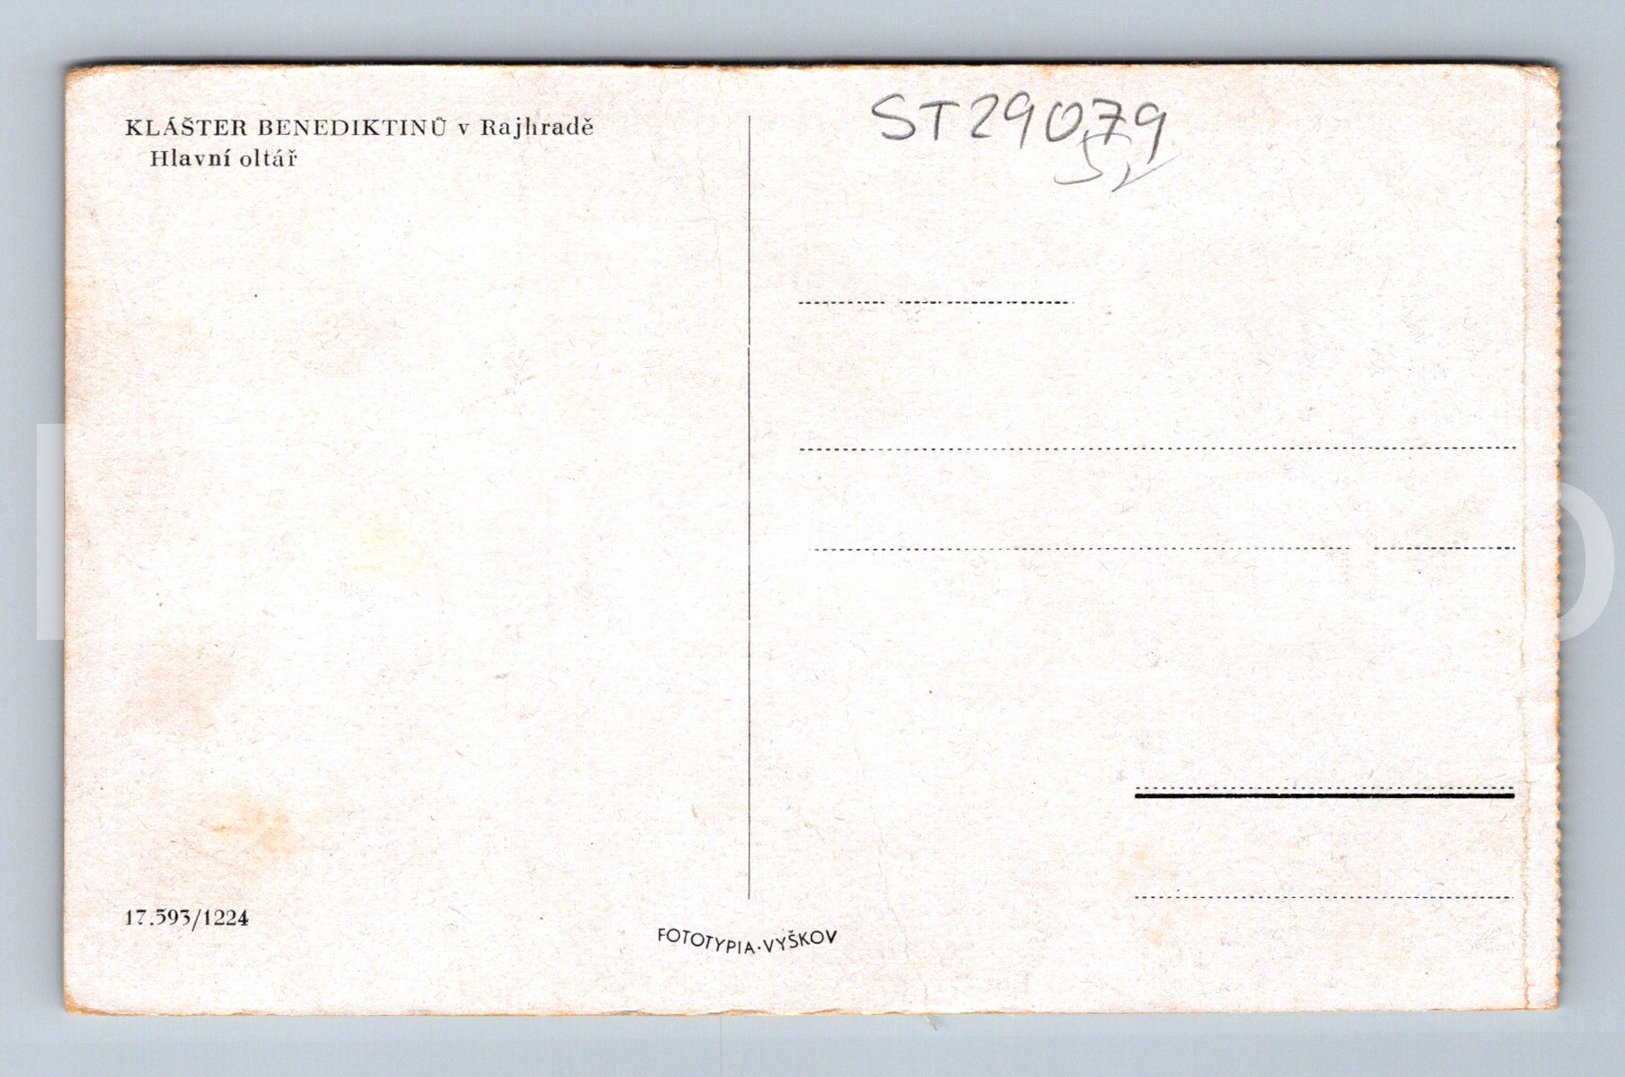 KLÁŠTER BENEDIKTINŮ v Rajhradě
Hlavní oltář
ST29079
17.593/1224
FOTOTYPIA-VYŠKOV